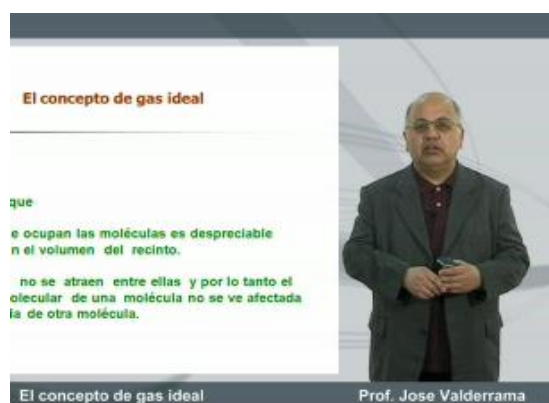 El concepto de gas ideal
que
e ocupan las moléculas es despreciable
n el volumen del recinto.
no se atraen entre ellas y por lo tanto el
olecular de una molécula no se ve afectada
ia de otra molécula.
El concepto de gas ideal
Prof. Jose Valderrama